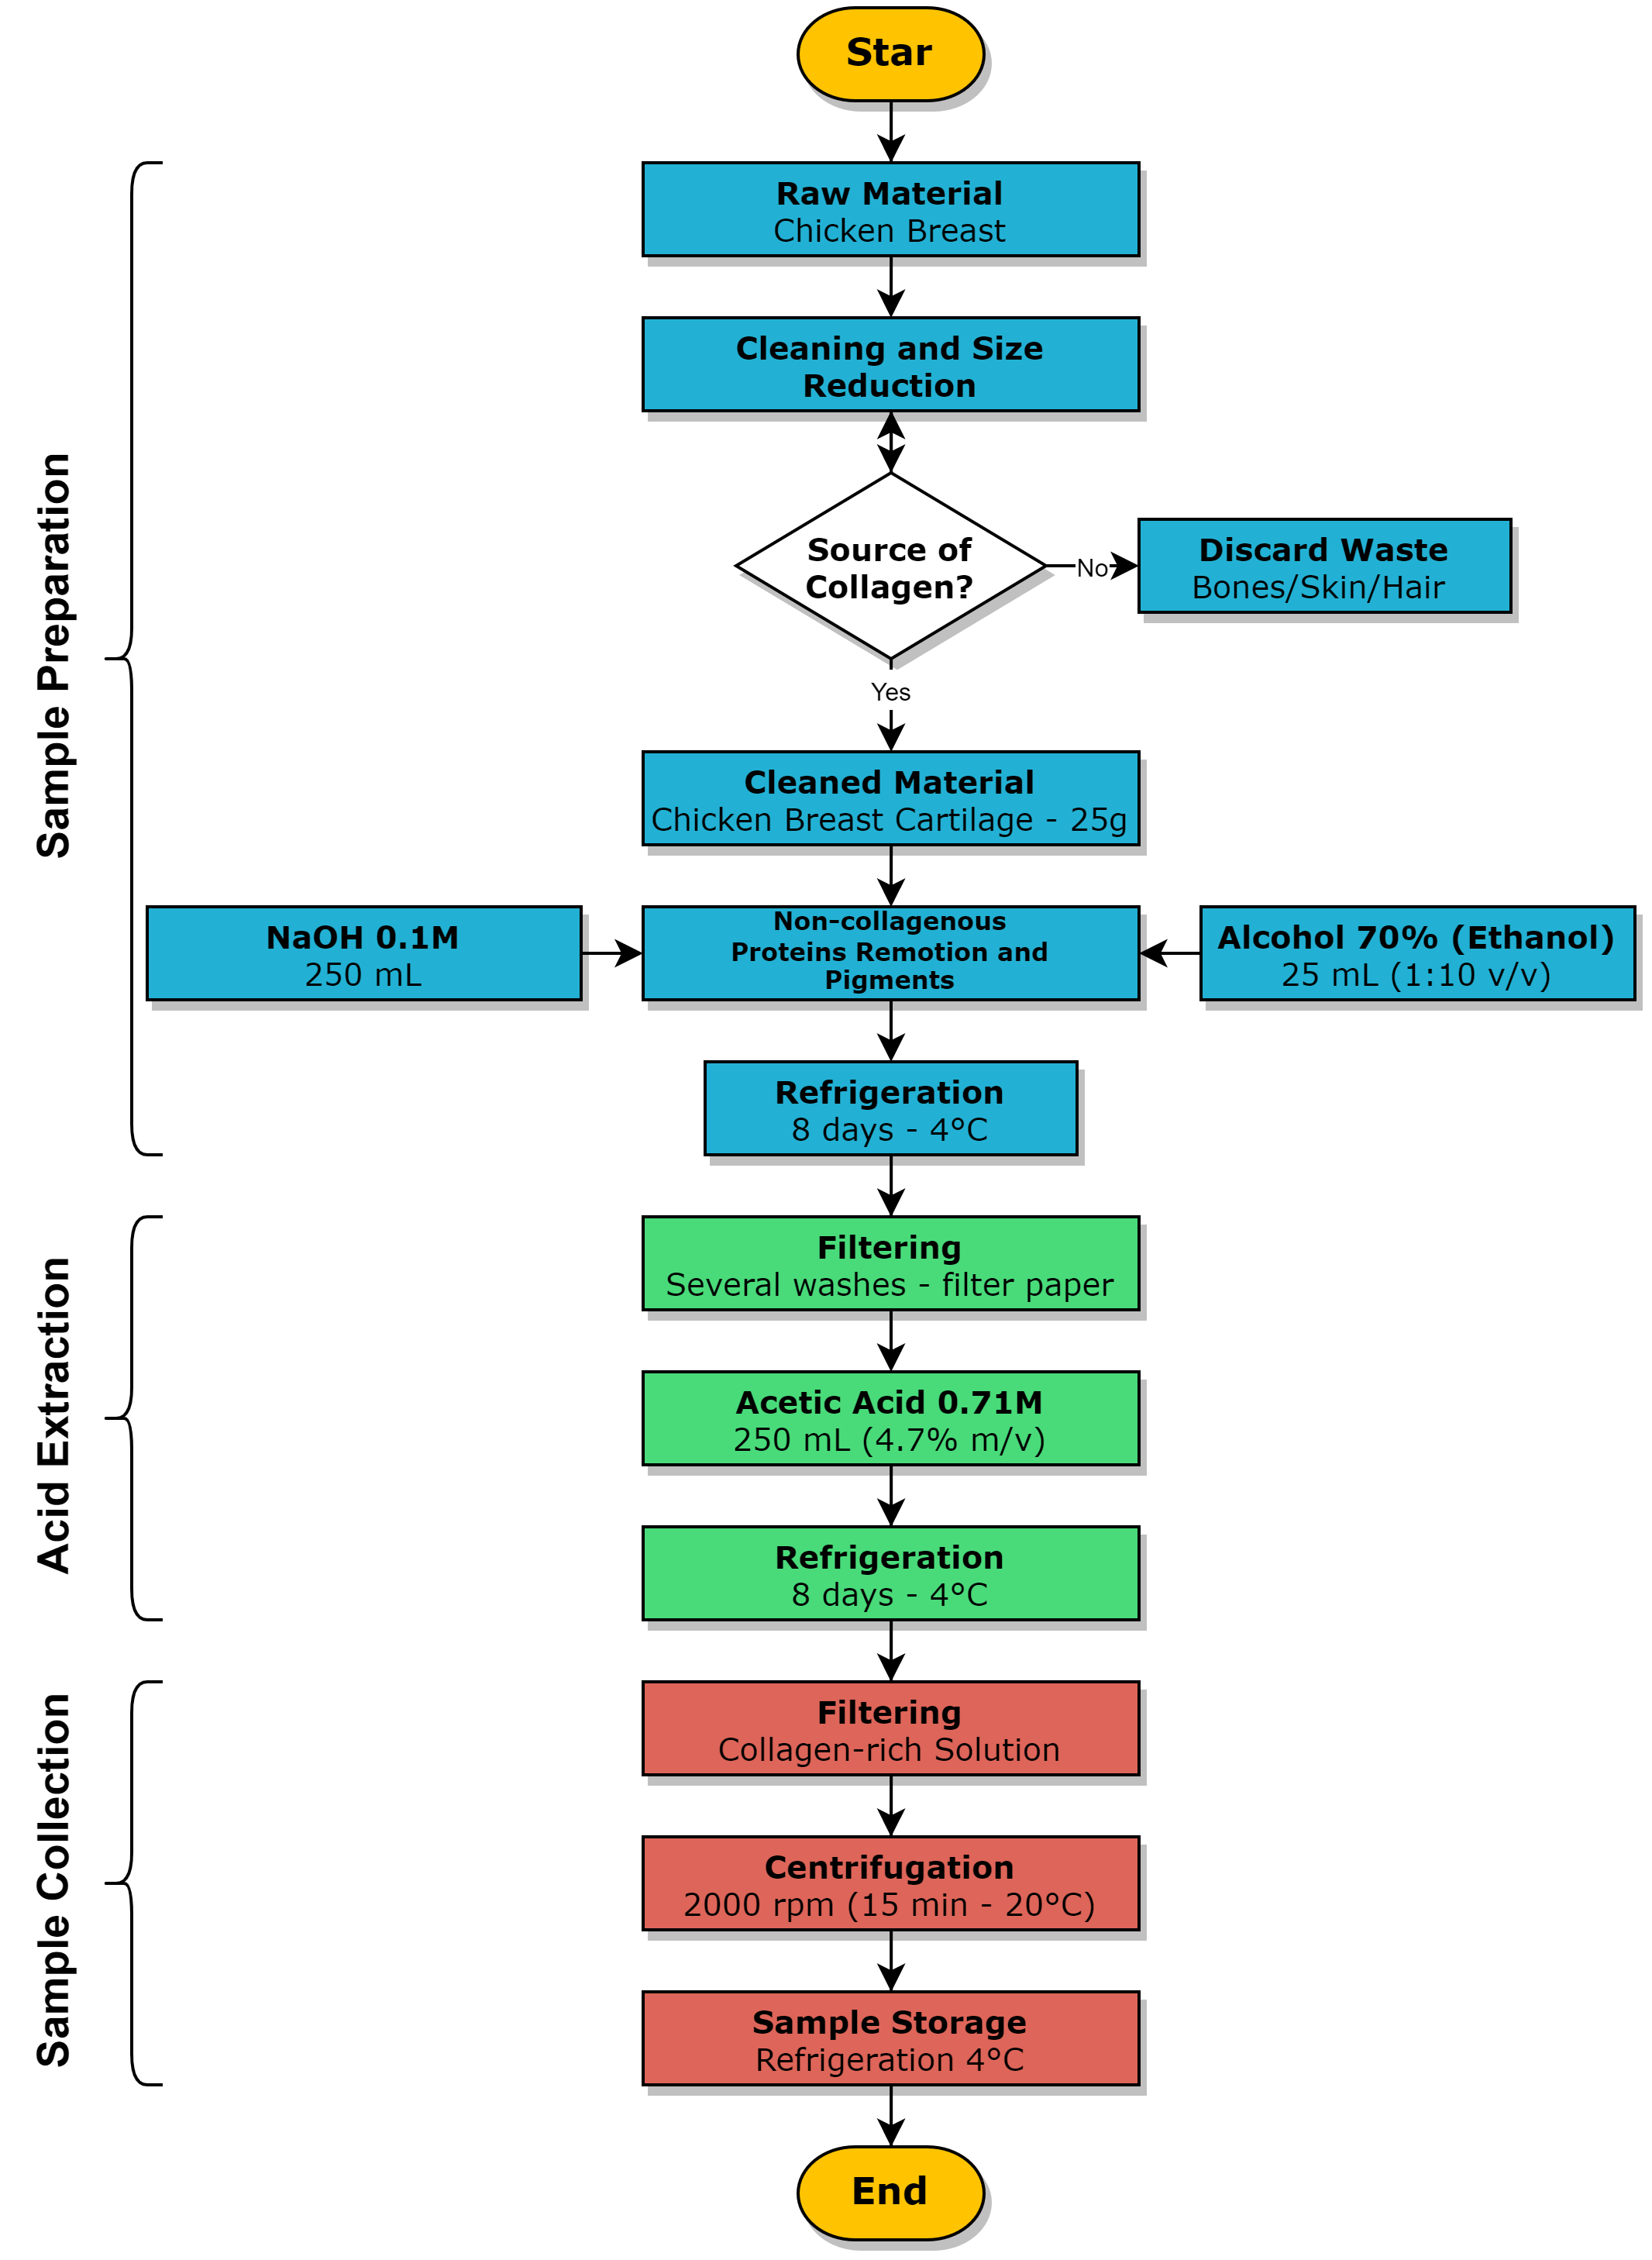 Star
Raw Material
Chicken Breast
Cleaning and Size
Reduction
Source of
Collagen?
No
Discard Waste
Bones/Skin/Hair
Yes
Cleaned Material
Chicken Breast Cartilage - 25g
NaOH 0.1M
250 mL
Non-collagenous
Proteins Remotion and
Pigments
Alcohol 70% (Ethanol)
25 mL (1:10 v/v)
Refrigeration
8 days - 4°C
Sample Preparation
Filtering
Several washes - filter paper
Acetic Acid 0.71M
250 mL (4.7% m/v)
Refrigeration
8 days - 4°C
Acid Extraction
Filtering
Collagen-rich Solution
Centrifugation
2000 rpm (15 min - 20°C)
Sample Storage
Refrigeration 4°C
Sample Collection
End